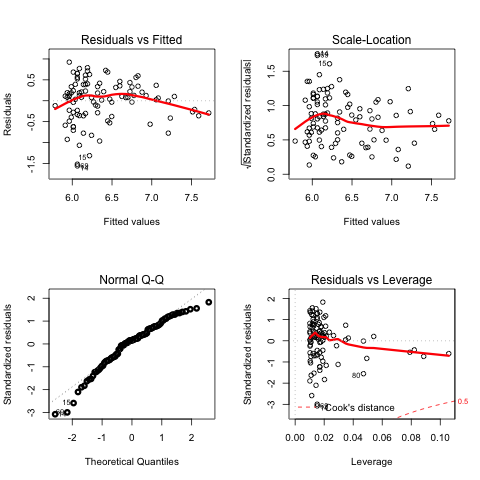 Residuals vs Fitted
Residuals
0.5
-0.5
-1.5
15
14
6.0 6.5 7.0 7.5
Fitted values
Scale-Location
√|Standardized residuals|
1.5
1.0
0.5
0.0
15
6.0 6.5 7.0 7.5
Fitted values
Normal Q-Q
Standardized residuals
2
1
0
-1
-2
-3
15
-2 -1 0 1 2
Theoretical Quantiles
Residuals vs Leverage
Standardized residuals
2
1
0
-1
-2
-3
80
Cook's distance
0.5
0.00 0.02 0.04 0.06 0.08 0.10
Leverage